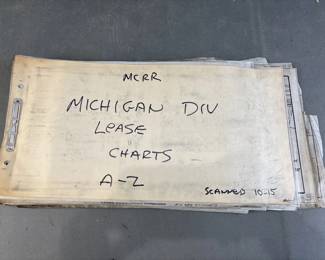 MCRR
MICHIGAN DIV
LEASE
CHARTS
A-Z
SCANNED 10-15